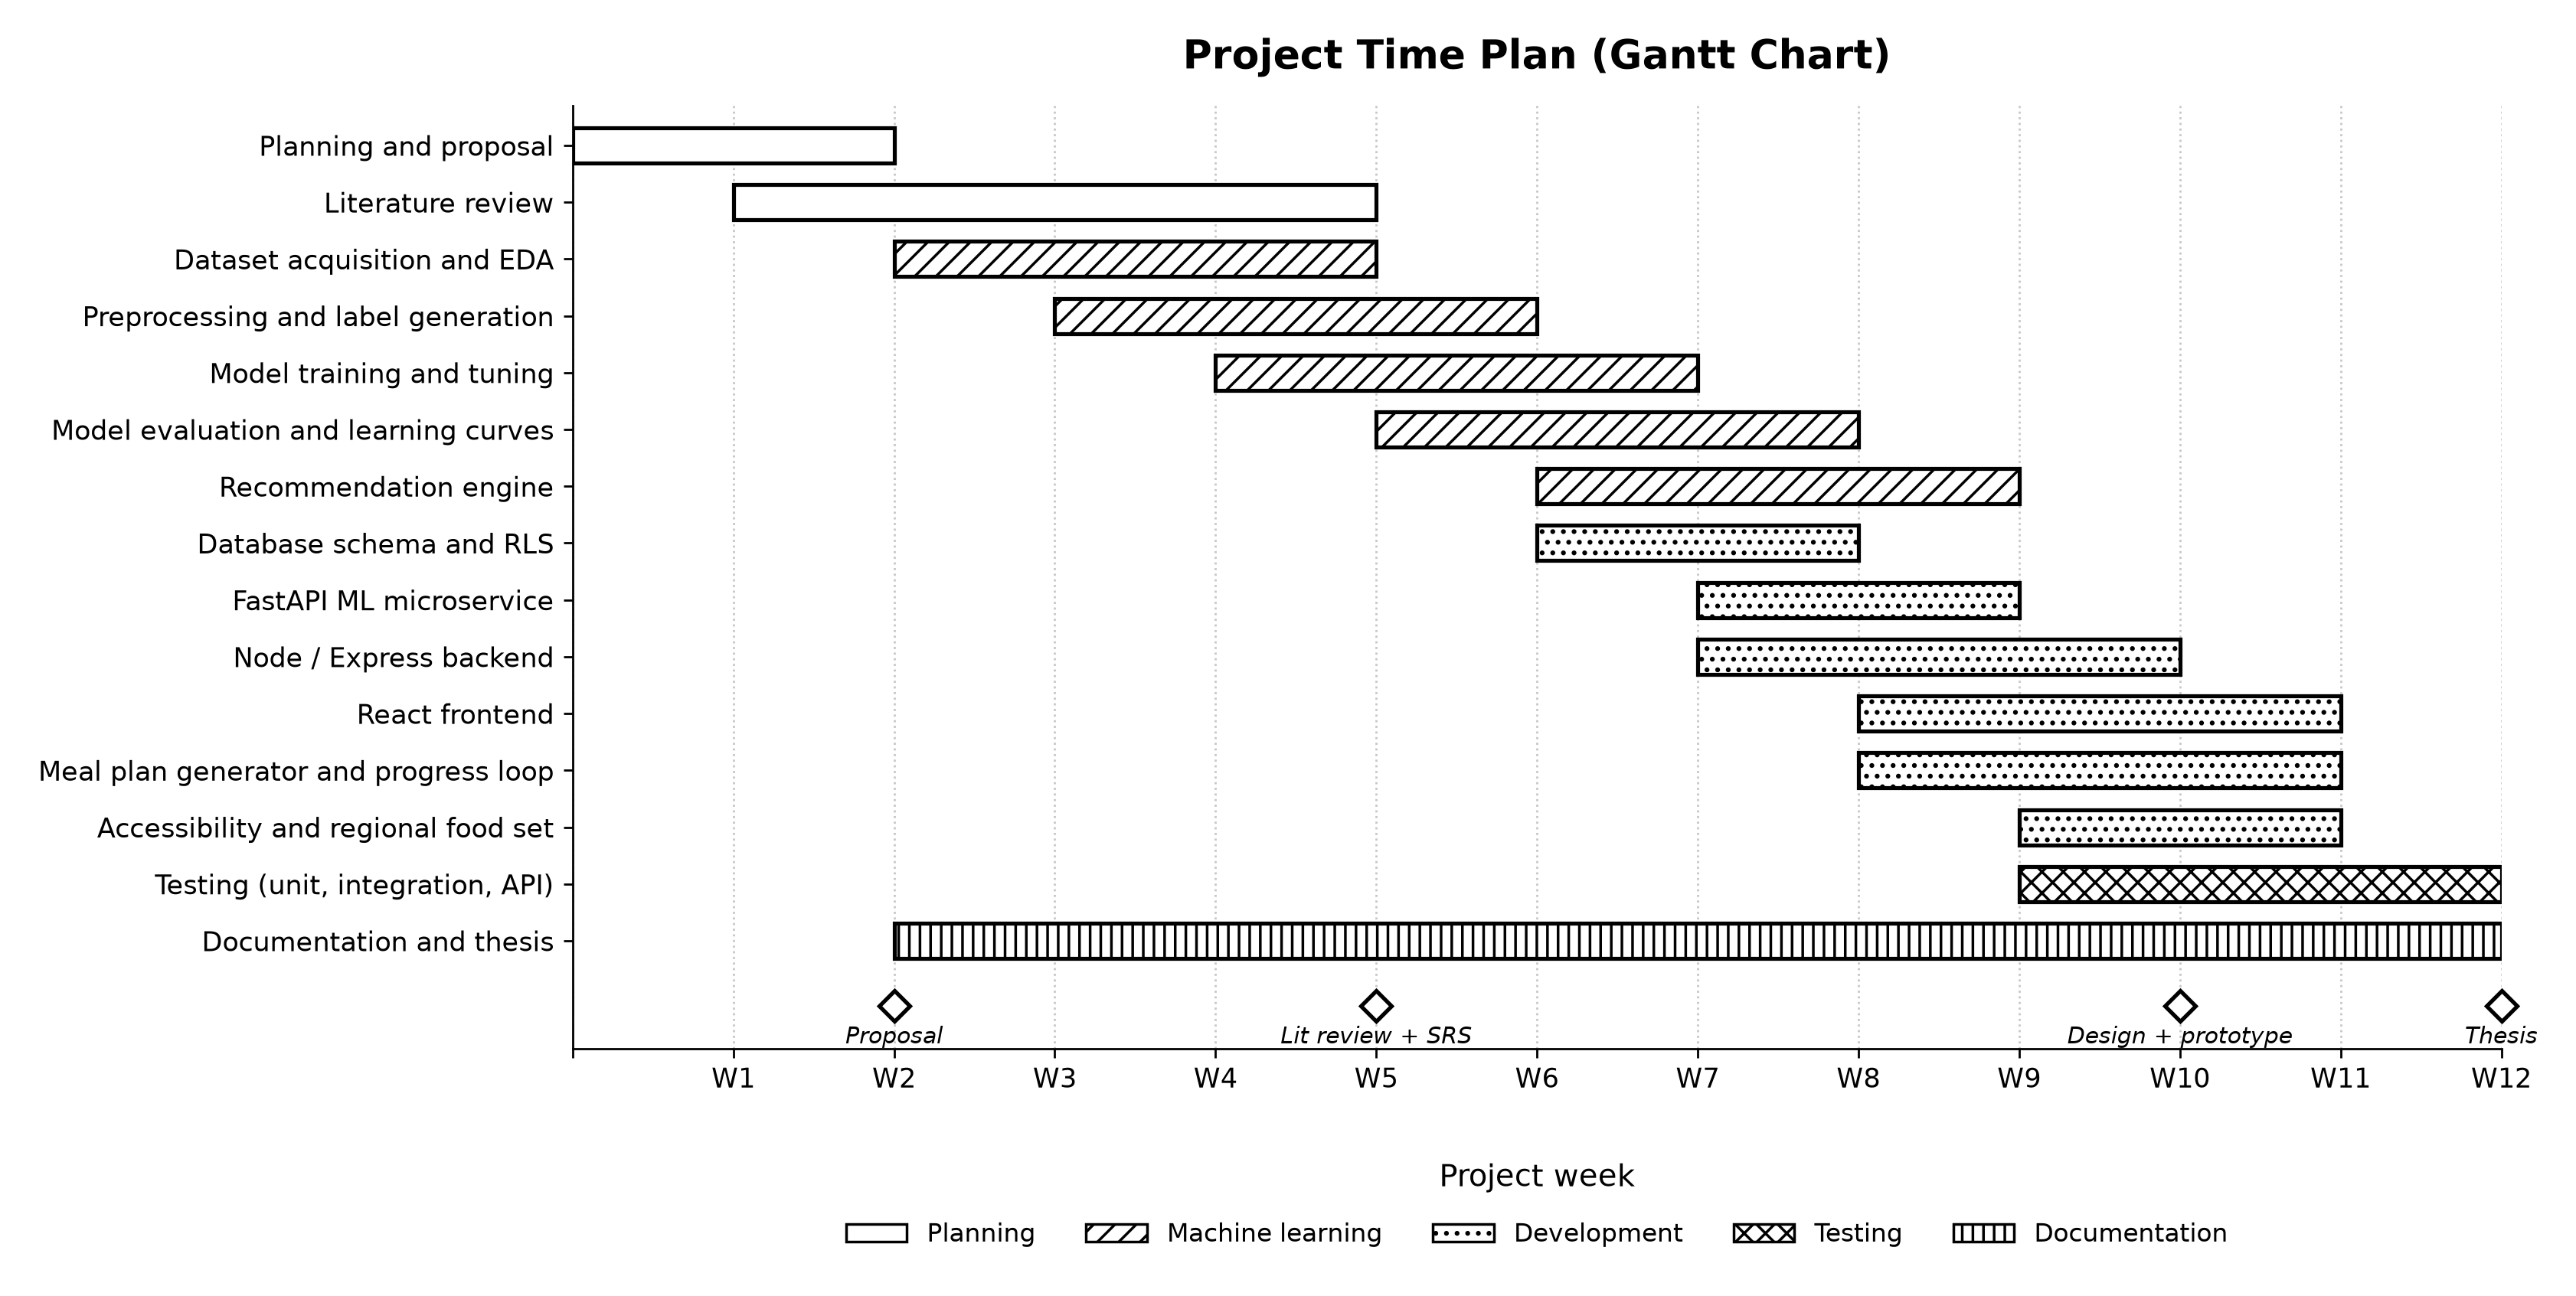 Project Time Plan (Gantt Chart)
Planning and proposal
Literature review
Dataset acquisition and EDA
Preprocessing and label generation
Model training and tuning
Model evaluation and learning curves
Recommendation engine
Database schema and RLS
FastAPI ML microservice
Node / Express backend
React frontend
Meal plan generator and progress loop
Accessibility and regional food set
Testing (unit, integration, API)
Documentation and thesis
Proposal Lit review + SRS Design + prototype Thesis
W1 W2 W3 W4 W5 W6 W7 W8 W9 W10 W11 W12
Project week
Planning Machine learning Development Testing Documentation